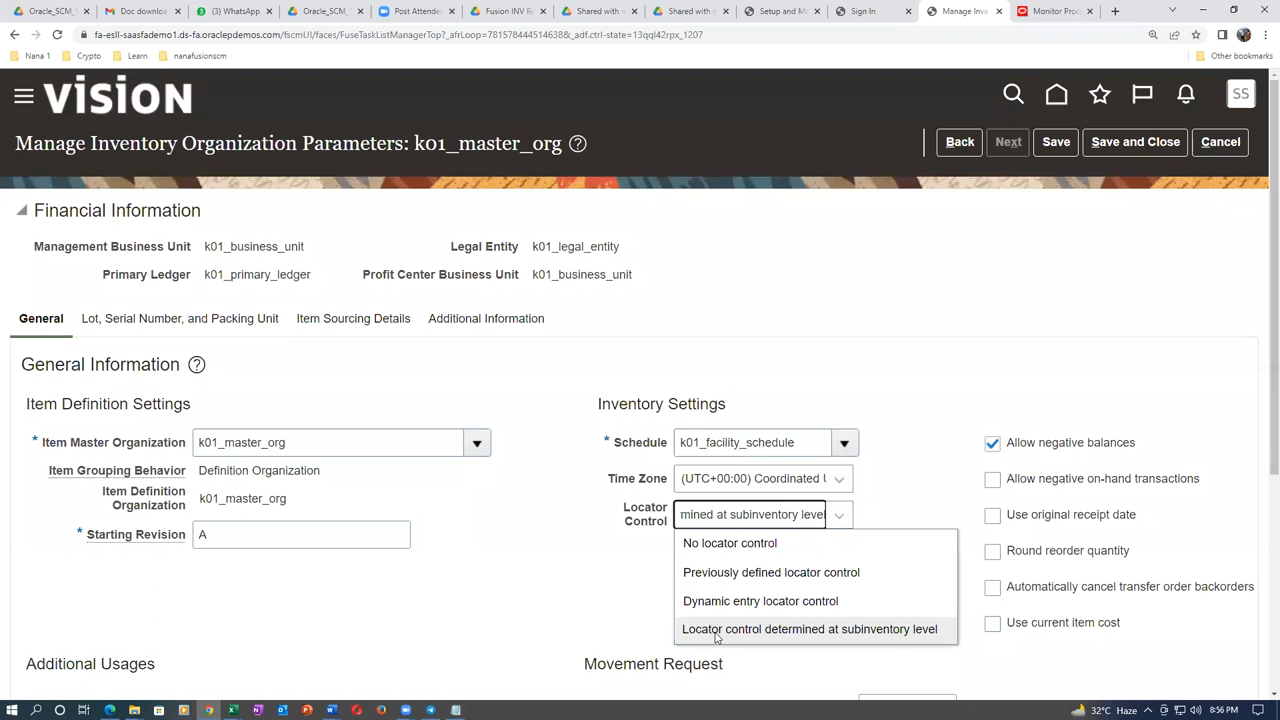 Oracle_SCM_
Doc downloa
(3) WhatsApp
Oracle_SCM_T
Post Attende
Fusion INV R
Shared with
Shared with
Setup and M
Sign In
Manage Inve
Monitor Proc
fa-esll-saasfademo1.ds-fa.oraclepdemos.com/fscmUI/faces/FuseTaskListManagerTop?_afrLoop=78157844514638&_adf.ctrl-state=13qql42rpx_1207
Nana 1
Crypto
Learn
nanafusionscm
Other bookmarks
VISION
SS
Manage Inventory Organization Parameters: k01_master_org ?
Back
Next
Save
Save and Close
Cancel
Financial Information
Management Business Unit k01_business_unit
Legal Entity k01_legal_entity
Primary Ledger k01_primary_ledger
Profit Center Business Unit k01_business_unit
General
Lot, Serial Number, and Packing Unit
Item Sourcing Details
Additional Information
General Information ?
Item Definition Settings
Inventory Settings
* Item Master Organization k01_master_org
* Schedule k01_facility_schedule
Allow negative balances
Item Grouping Behavior Definition Organization
Time Zone (UTC+00:00) Coordinated U
Allow negative on-hand transactions
Item Definition
Organization k01_master_org
Locator
Control mined at subinventory level
Use original receipt date
* Starting Revision A
No locator control
Round reorder quantity
Previously defined locator control
Automatically cancel transfer order backorders
Dynamic entry locator control
Use current item cost
Locator control determined at subinventory level
Additional Usages
Movement Request
32°C Haze
8:56 PM